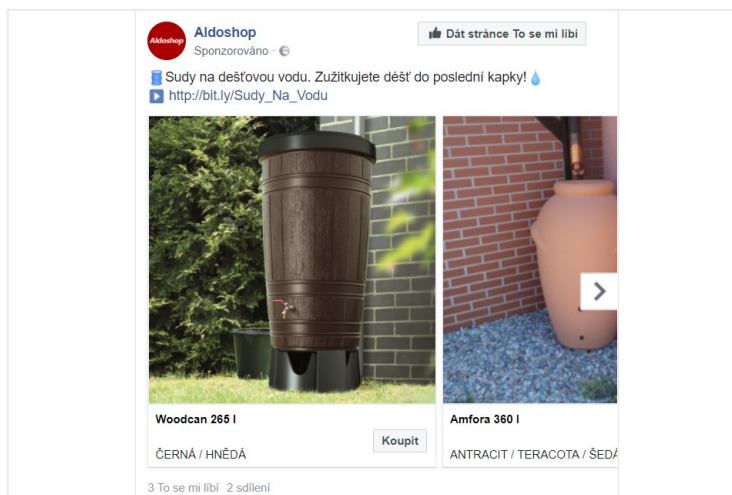 Aldoshop
Aldoshop
Dát stránce To se mi líbí
Sponzorováno ·
Sudy na dešťovou vodu. Zužitkujete déšť do poslední kapky!
http://bit.ly/Sudy_Na_Vodu
Woodcan 265 l
Koupit
ČERNÁ / HNĚDÁ
Amfora 360 l
ANTRACIT / TERACOTA / ŠEDÁ
3 To se mi líbí 2 sdílení